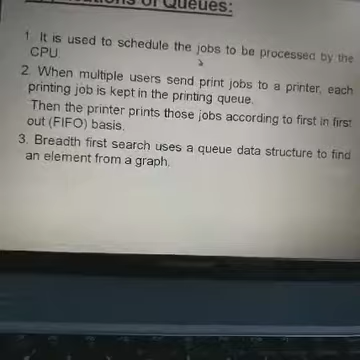 of Queues:
1. It is used to schedule the jobs to be processed by the
CPU.
2. When multiple users send print jobs to a printer, each
printing job is kept in the printing queue.
Then the printer prints those jobs according to first in first
out (FIFO) basis.
3. Breadth first search uses a queue data structure to find
an element from a graph.